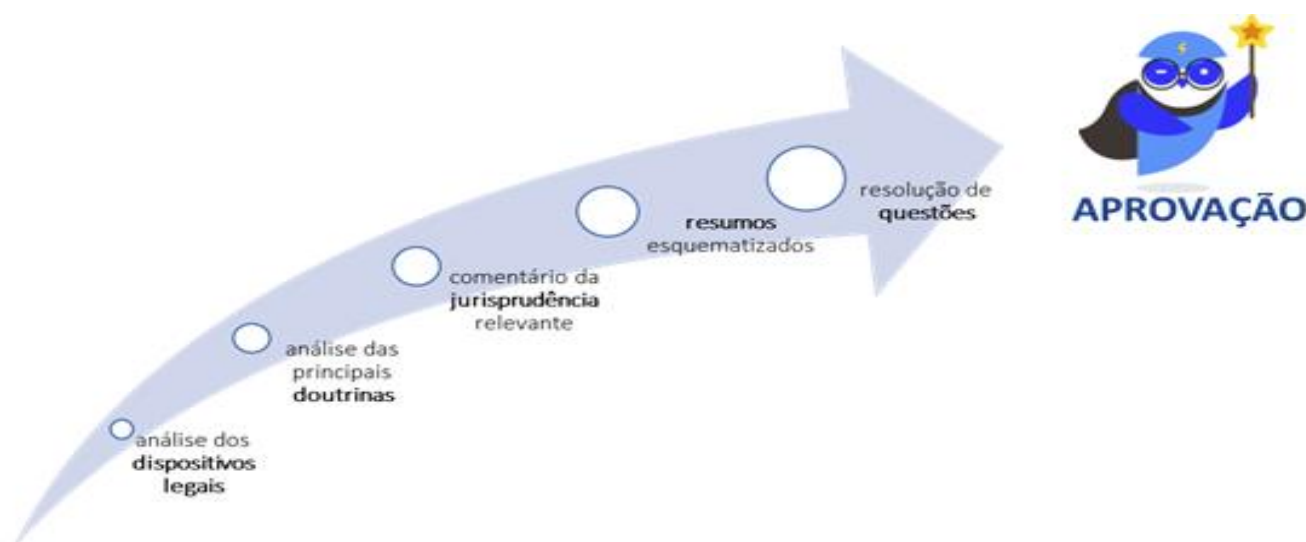 APROVAÇÃO
resolução de
questões
resumos
esquematizados
comentário da
jurisprudência
relevante
análise das
principais
doutrinas
análise dos
dispositivos
legais